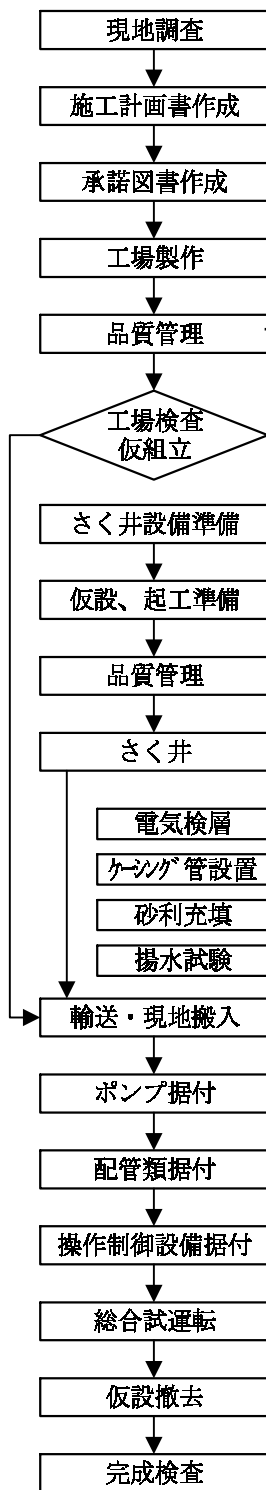 現地調査
施工計画書作成
承諾図書作成
工場製作
品質管理
工場検査
仮組立
さく井設備準備
仮設、起工準備
品質管理
さく井
電気検層
ｹｰｼﾝｸﾞ管設置
砂利充填
揚水試験
輸送・現地搬入
ポンプ据付
配管類据付
操作制御設備据付
総合試運転
仮設撤去
完成検査